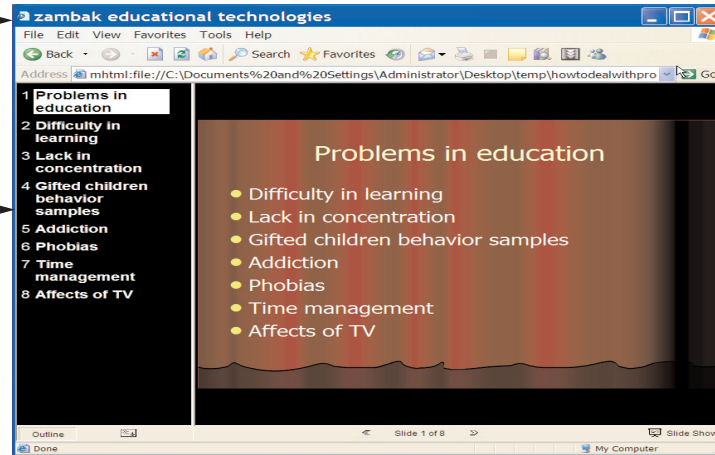 zambak educational technologies
File Edit View Favorites Tools Help
Back Search Favorites
Address mhtml:file://C:\Documents%20and%20Settings\Administrator\Desktop\temp\howtodealwithpro Go
1 Problems in
education
2 Difficulty in
learning
3 Lack in
concentration
4 Gifted children
behavior
samples
5 Addiction
6 Phobias
7 Time
management
8 Affects of TV
Problems in education
Difficulty in learning
Lack in concentration
Gifted children behavior samples
Addiction
Phobias
Time management
Affects of TV
Outline Slide 1 of 8 Slide Show
Done My Computer